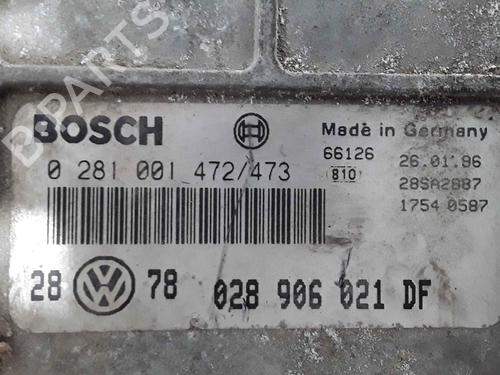 B-PARTS
BOSCH
Made in Germany
0 281 001 472/473
66126 26.01.96
810 28SA2887
1754 0587
28 78 028 906 021 DF